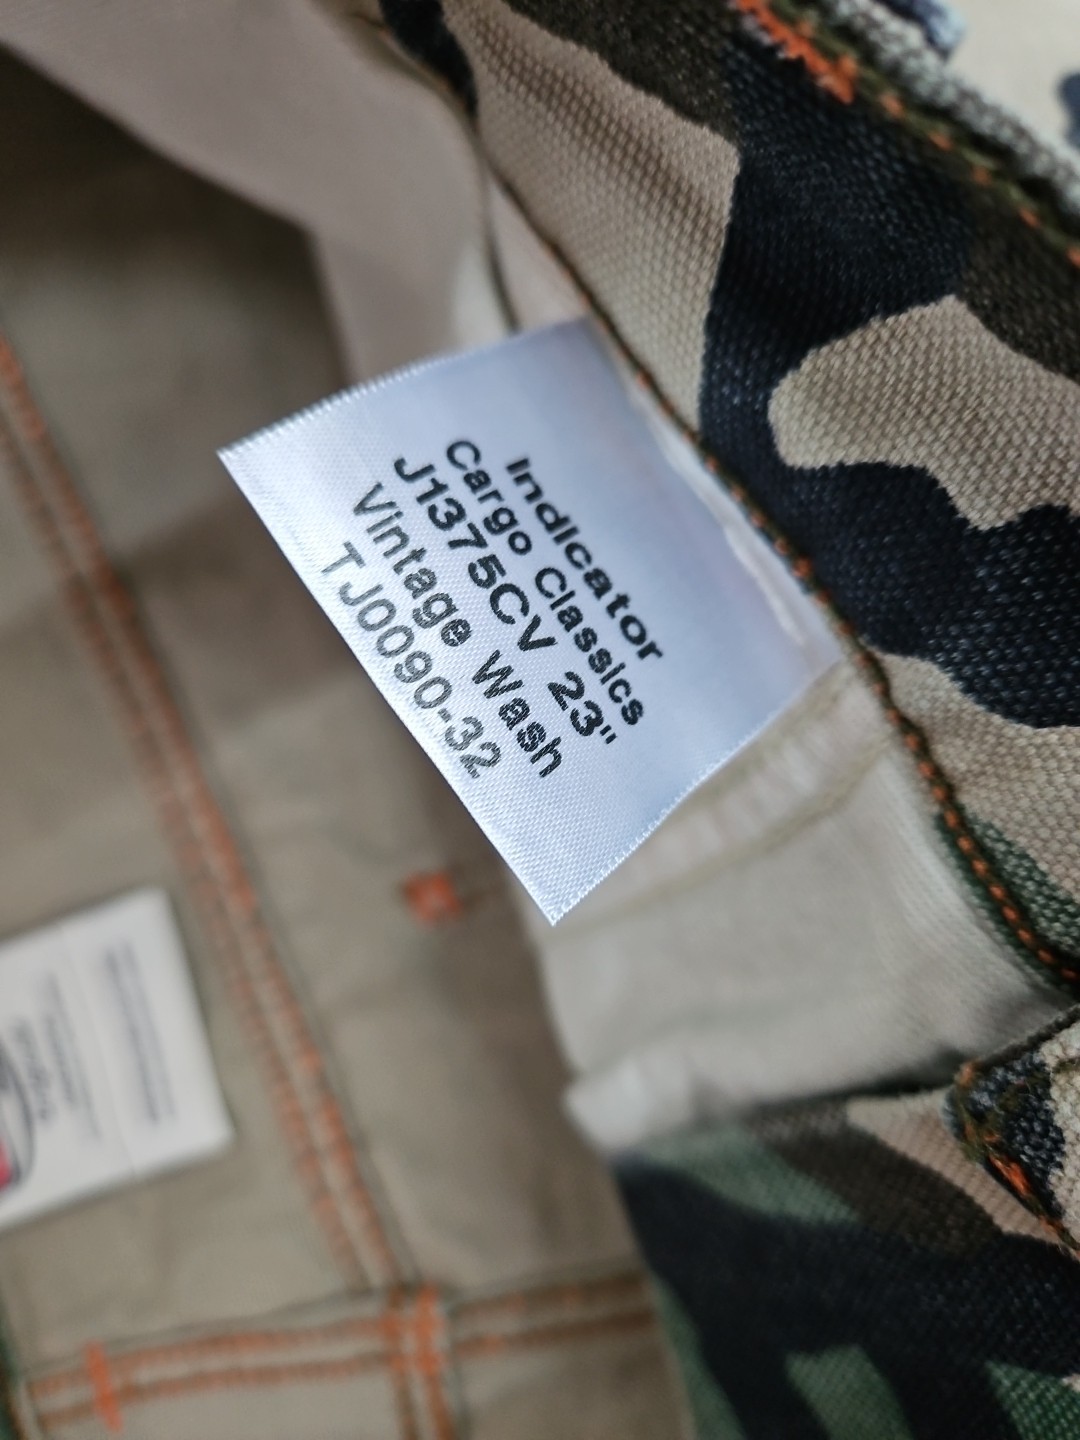 Indicator
Cargo Classics
J1375CV 23"
Vintage Wash
TJ0090-32